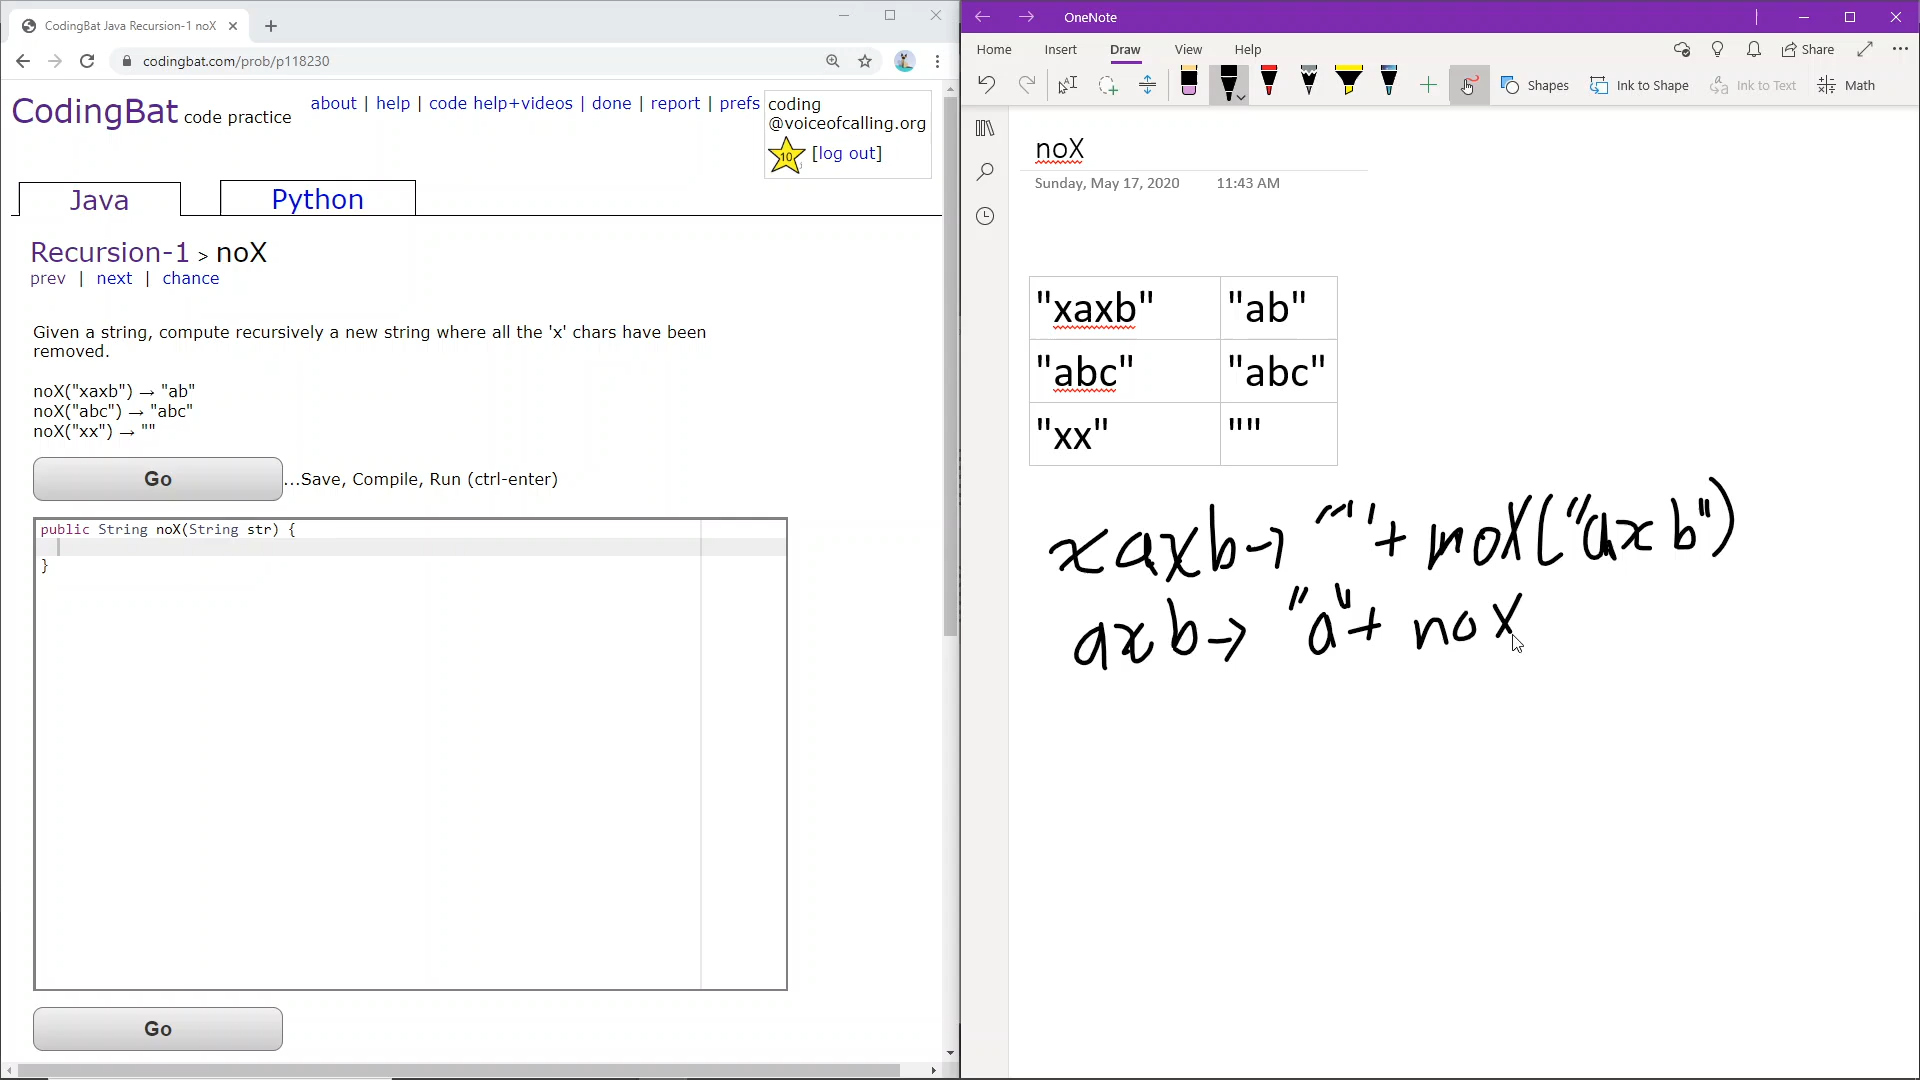 CodingBat Java Recursion-1 noX
codingbat.com/prob/p118230
CodingBat code practice
about | help | code help+videos | done | report | prefs
coding
@voiceofcalling.org
10
[log out]
Java
Python
Recursion-1 > noX
prev | next | chance
Given a string, compute recursively a new string where all the 'x' chars have been
removed.
noX("xaxb") → "ab"
noX("abc") → "abc"
noX("xx") → ""
Go
...Save, Compile, Run (ctrl-enter)
public String noX(String str) {
}
Go
OneNote
Home Insert Draw View Help
Share
Shapes
Ink to Shape
Ink to Text
Math
noX
Sunday, May 17, 2020 11:43 AM
"xaxb" "ab"
"abc" "abc"
"xx" ""
xaxb→ "" + noX("axb")
axb→ "a"+ noX